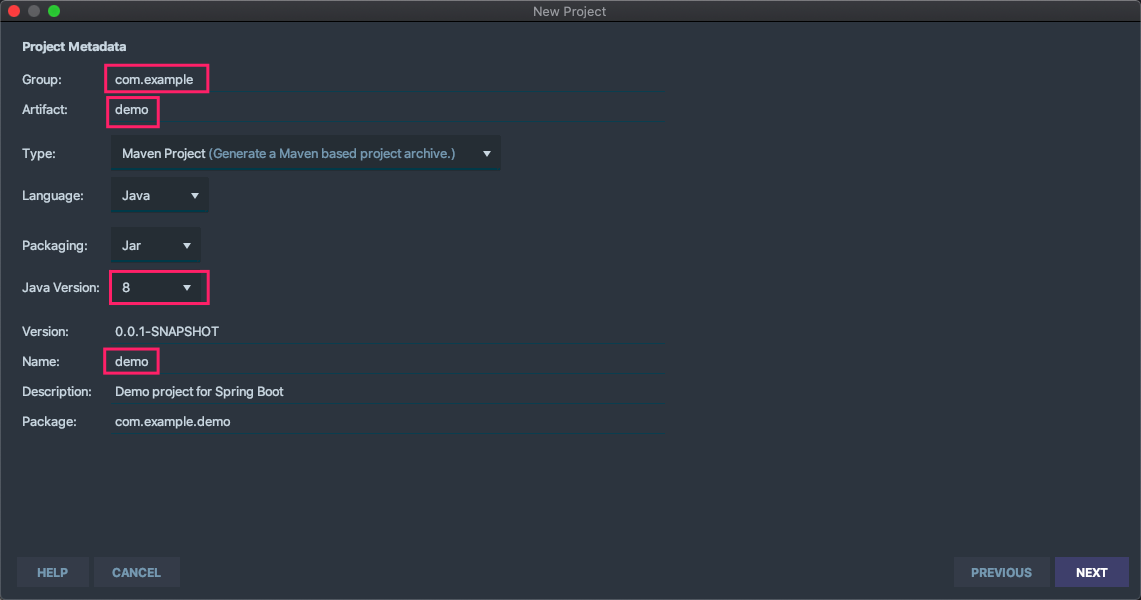 New Project
Project Metadata
Group: com.example
Artifact: demo
Type: Maven Project (Generate a Maven based project archive.)
Language: Java
Packaging: Jar
Java Version: 8
Version: 0.0.1-SNAPSHOT
Name: demo
Description: Demo project for Spring Boot
Package: com.example.demo
HELP CANCEL PREVIOUS NEXT